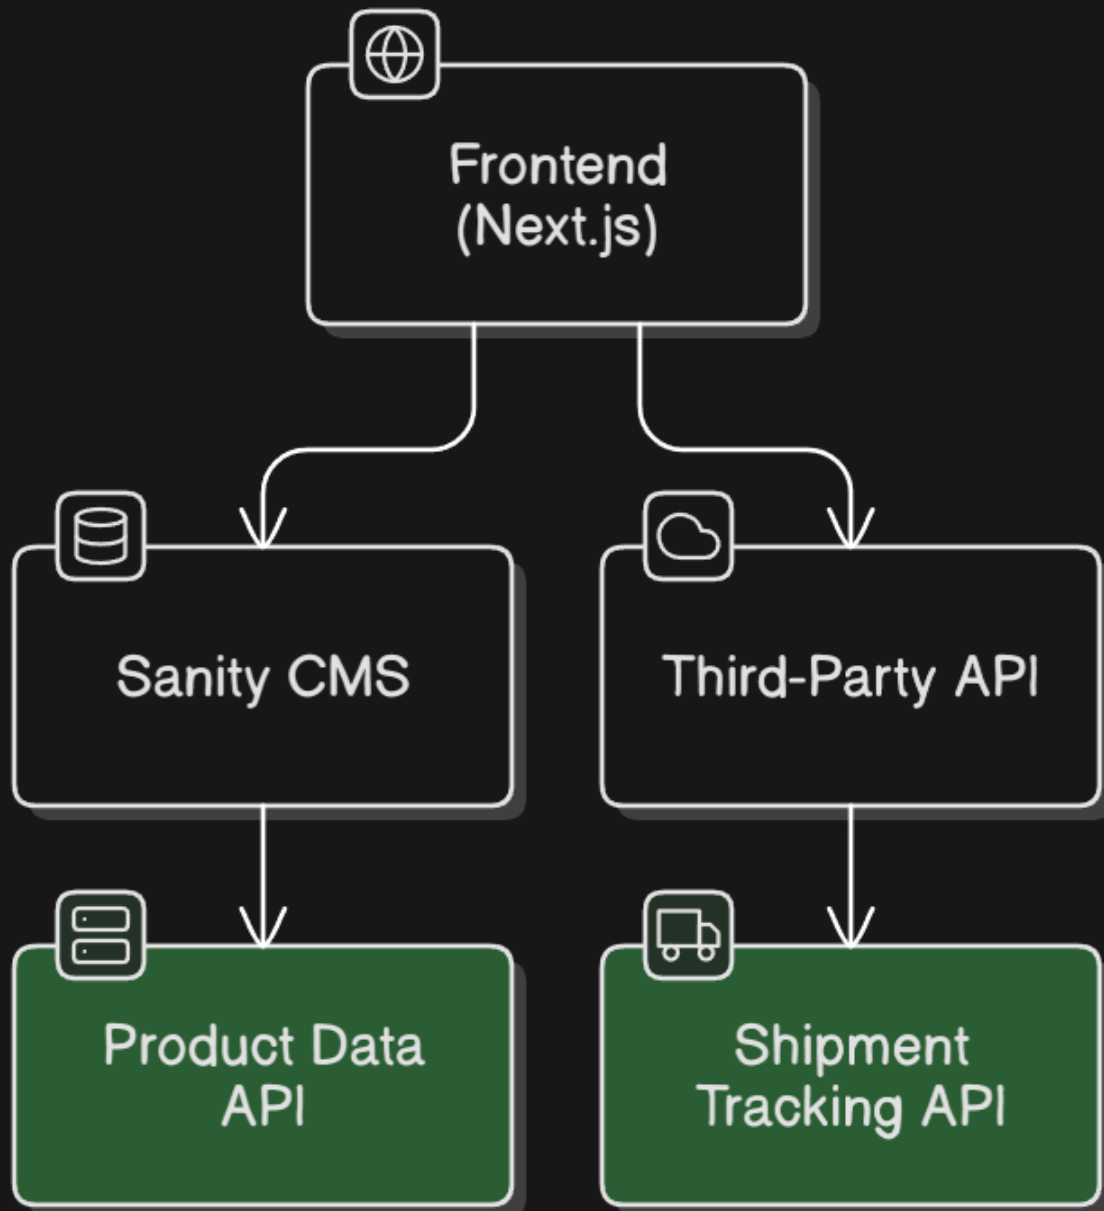 Frontend
(Next.js)
Sanity CMS
Third-Party API
Product Data
API
Shipment
Tracking API